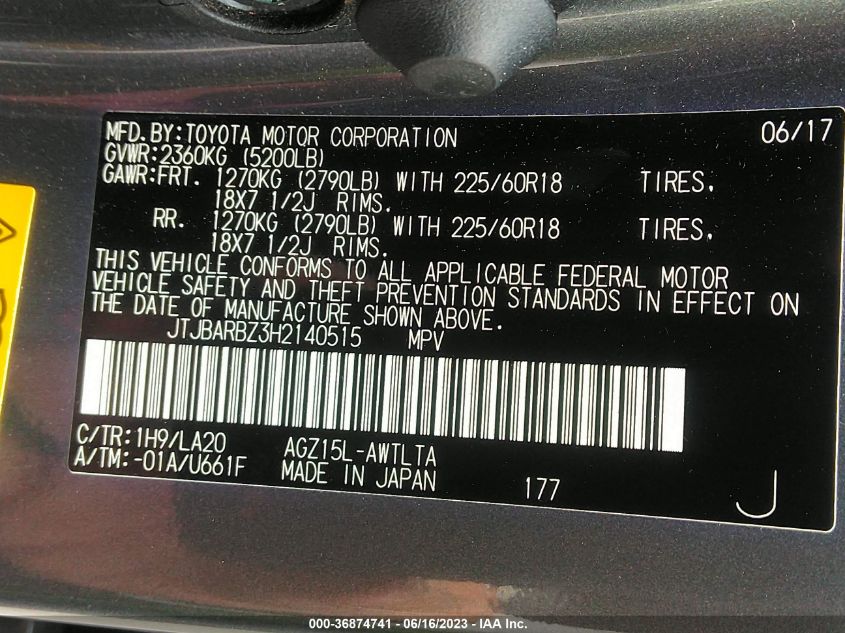 MFD.BY:TOYOTA MOTOR CORPORATION 06/17
GVWR:2360KG (5200LB)
GAWR:FRT. 1270KG (2790LB) WITH 225/60R18 TIRES.
18X7 1/2J RIMS.
RR. 1270KG (2790LB) WITH 225/60R18 TIRES.
18X7 1/2J RIMS.
THIS VEHICLE CONFORMS TO ALL APPLICABLE FEDERAL MOTOR
VEHICLE SAFETY AND THEFT PREVENTION STANDARDS IN EFFECT ON
THE DATE OF MANUFACTURE SHOWN ABOVE.
JTJBARBZ3H2140515 MPV
C/TR:1H9/LA20 AGZ15L-AWTLTA
A/TM:-01A/U661F MADE IN JAPAN 177 J
000-36874741 - 06/16/2023 - IAA Inc.